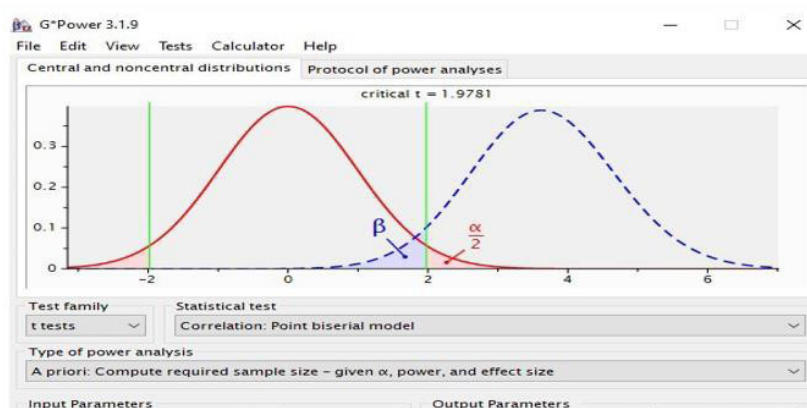 G*Power 3.1.9
File Edit View Tests Calculator Help
Central and noncentral distributions Protocol of power analyses
critical t = 1.9781
0.3
0.2
0.1
0
β
α
2
-2 0 2 4 6
Test family Statistical test
t tests Correlation: Point biserial model
Type of power analysis
A priori: Compute required sample size – given α, power, and effect size
Input Parameters Output Parameters